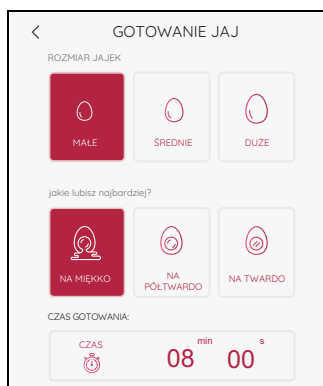 GOTOWANIE JAJ
ROZMIAR JAJEK
MAŁE ŚREDNIE DUŻE
jakie lubisz najbardziej?
NA MIĘKKO NA PÓŁTWARDO NA TWARDO
CZAS GOTOWANIA:
CZAS 08 min 00 s